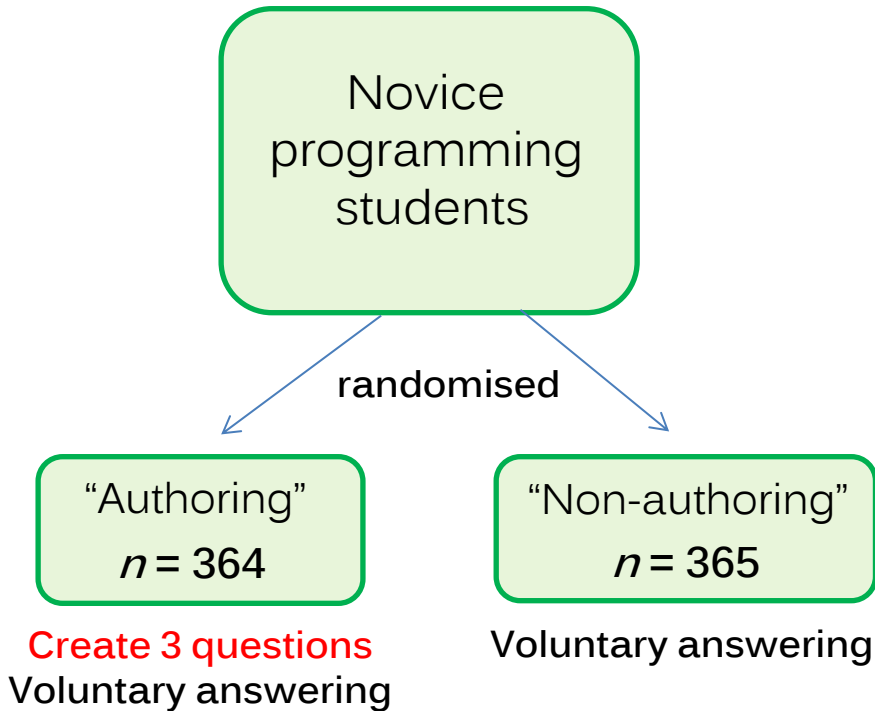 Novice
programming
students
randomised
“Authoring”
n = 364
“Non-authoring”
n = 365
Create 3 questions
Voluntary answering
Voluntary answering